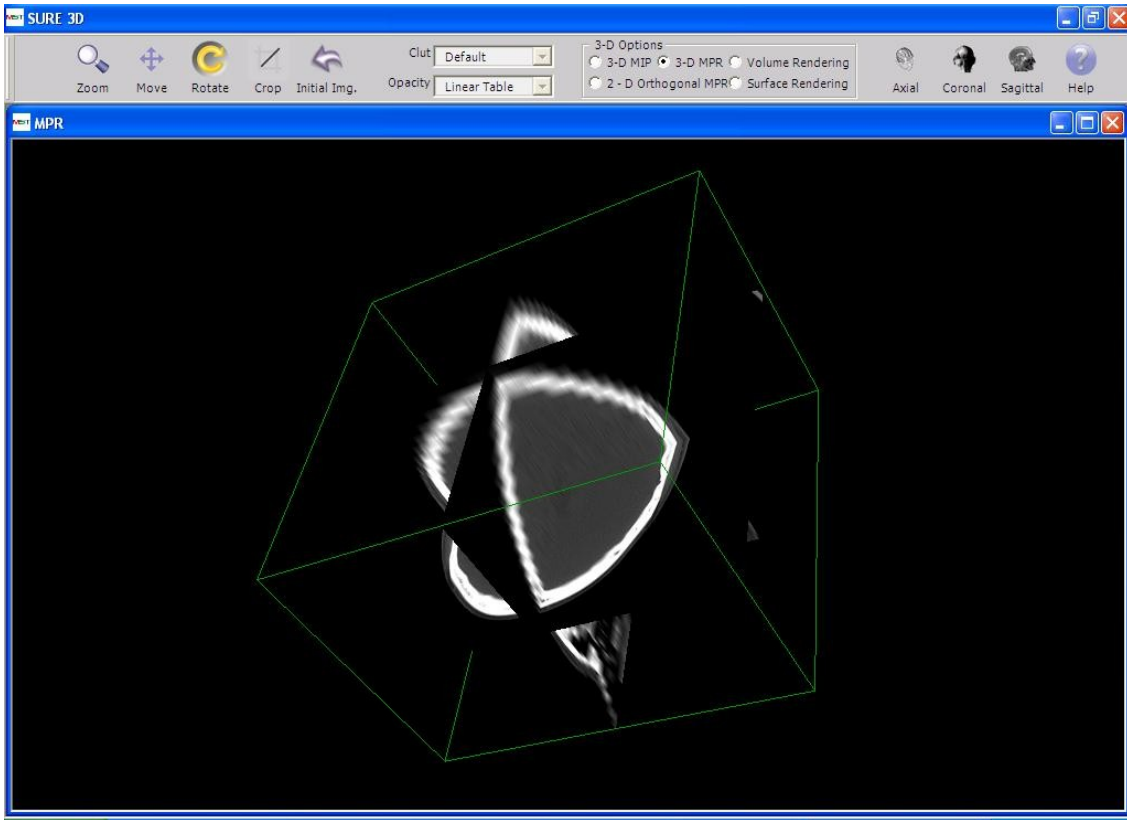 SURE 3D
Zoom
Move
Rotate
Crop
Initial Img.
Clut
Default
Opacity
Linear Table
3-D Options
3-D MIP
3-D MPR
Volume Rendering
2 - D Orthogonal MPR
Surface Rendering
Axial
Coronal
Sagittal
Help
MPR